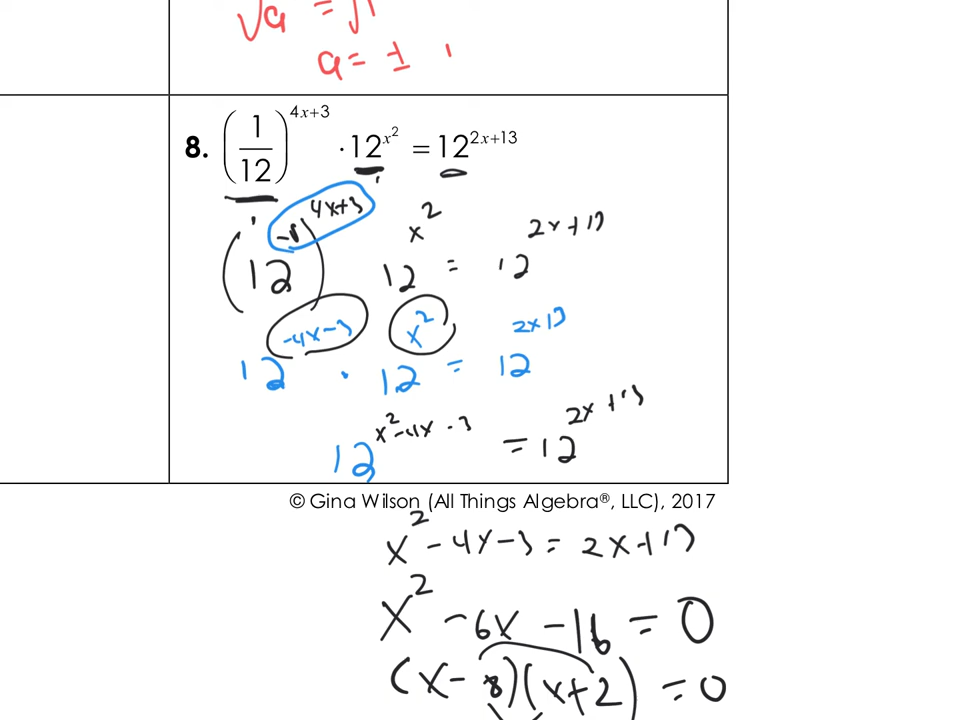 √a = √1
a = ±
8. (1/12)^(4x+3) · 12^(x²) = 12^(2x+13)
(12^-1)^(4x+3) 12^(x²) = 12^(2x+13)
12^(-4x-3) · 12^(x²) = 12^(2x+13)
12^(x²-4x-3) = 12^(2x+13)
© Gina Wilson (All Things Algebra®, LLC), 2017
x² - 4x - 3 = 2x + 13
x² - 6x - 16 = 0
(x - 8)(x + 2) = 0